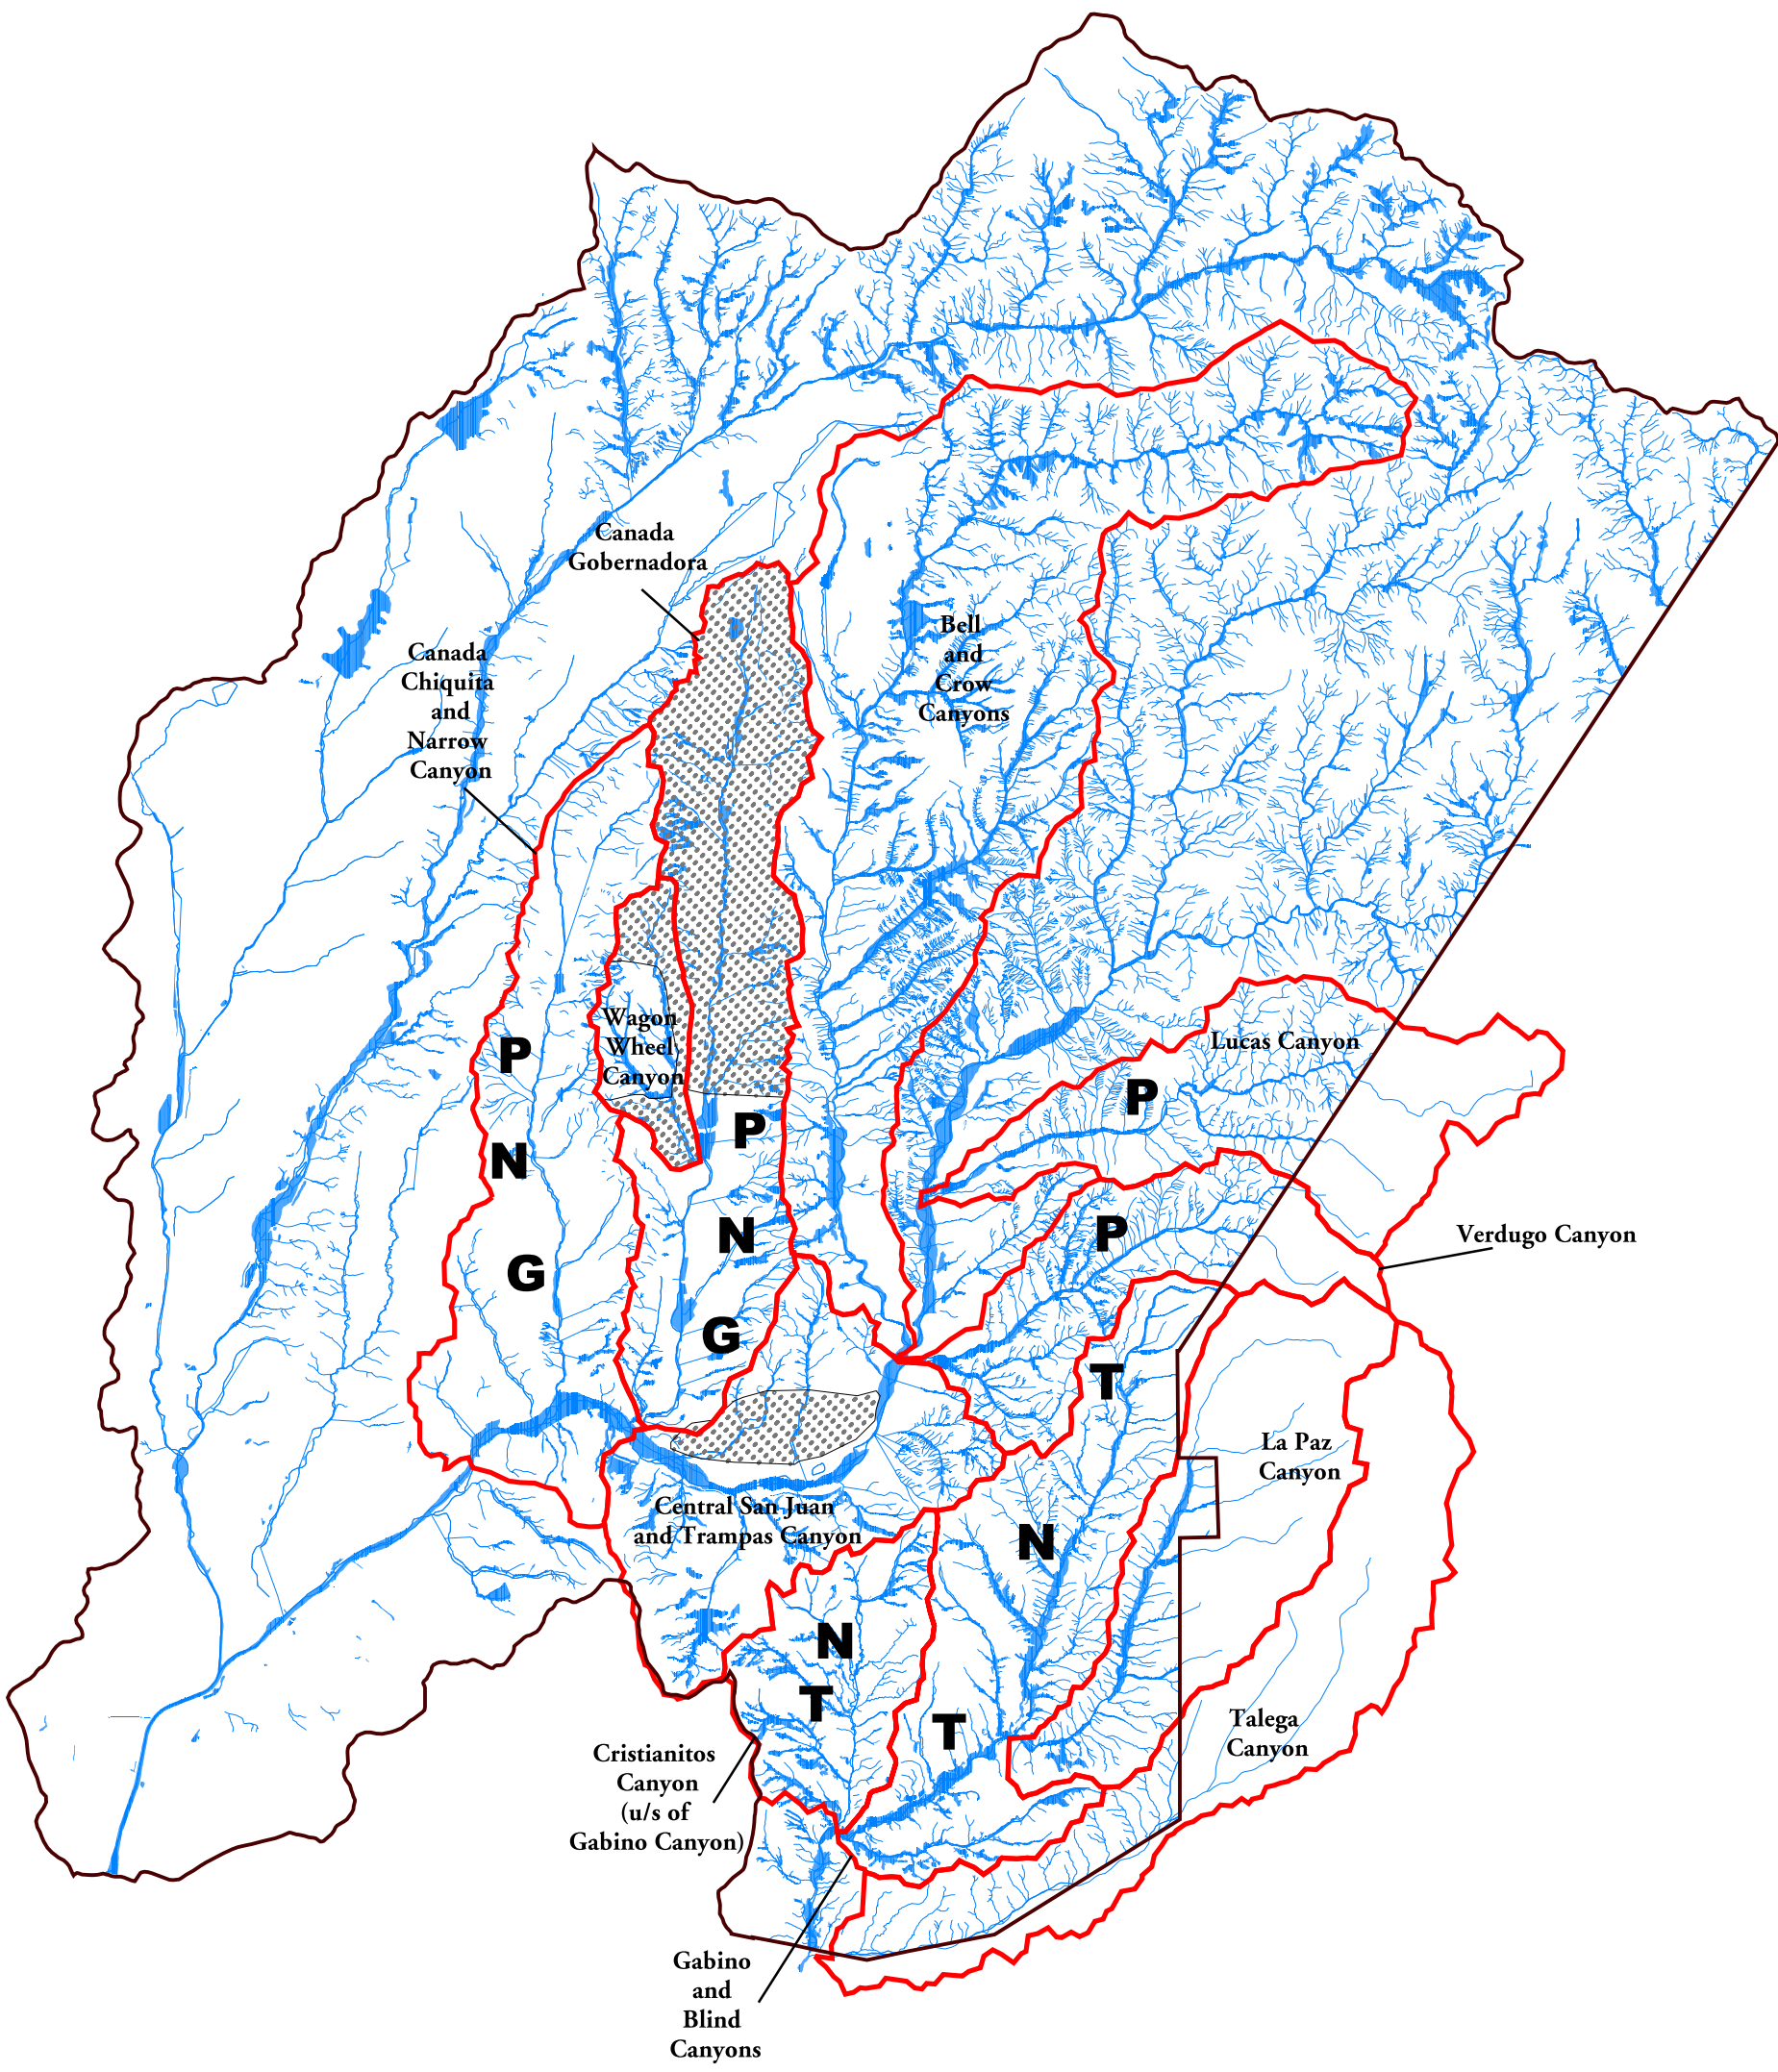 Canada
Gobernadora
Canada
Chiquita
and
Narrow
Canyon
Bell
and
Crow
Canyons
Wagon
Wheel
Canyon
Lucas Canyon
P
P
P
N
N
P
G
G
Verdugo Canyon
T
La Paz
Canyon
Central San Juan
and Trampas Canyon
N
N
T
T
Talega
Canyon
Cristianitos
Canyon
(u/s of
Gabino Canyon)
Gabino
and
Blind
Canyons